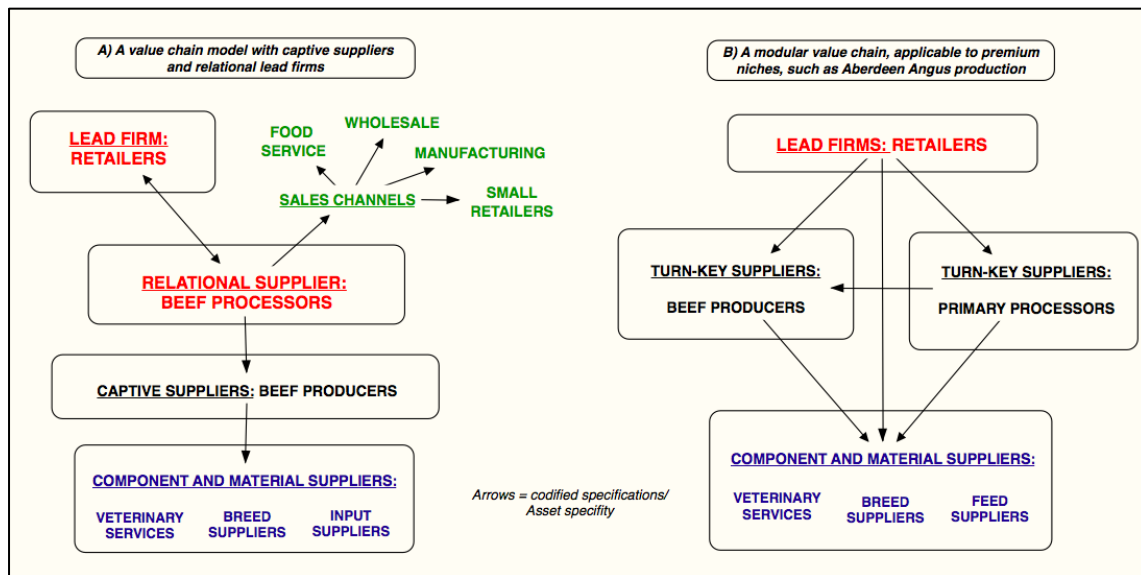 A) A value chain model with captive suppliers
and relational lead firms
LEAD FIRM:
RETAILERS
FOOD
SERVICE
WHOLESALE
MANUFACTURING
SALES CHANNELS
SMALL
RETAILERS
RELATIONAL SUPPLIER:
BEEF PROCESSORS
CAPTIVE SUPPLIERS: BEEF PRODUCERS
COMPONENT AND MATERIAL SUPPLIERS:
VETERINARY
SERVICES
BREED
SUPPLIERS
INPUT
SUPPLIERS
Arrows = codified specifications/
Asset specifity
B) A modular value chain, applicable to premium
niches, such as Aberdeen Angus production
LEAD FIRMS: RETAILERS
TURN-KEY SUPPLIERS:
BEEF PRODUCERS
TURN-KEY SUPPLIERS:
PRIMARY PROCESSORS
COMPONENT AND MATERIAL SUPPLIERS:
VETERINARY
SERVICES
BREED
SUPPLIERS
FEED
SUPPLIERS